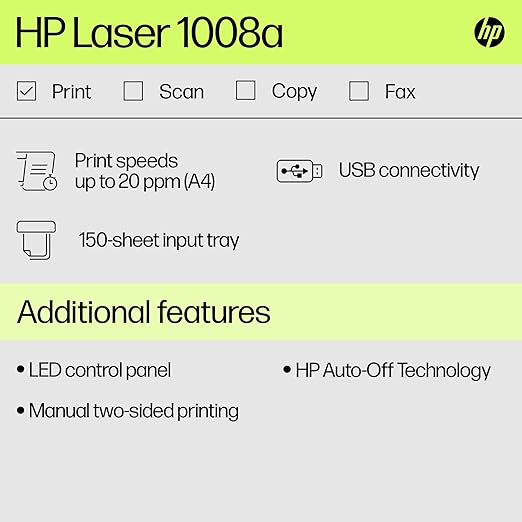 HP Laser 1008a
hp
Print
Scan
Copy
Fax
Print speeds
up to 20 ppm (A4)
USB connectivity
150-sheet input tray
Additional features
• LED control panel
• HP Auto-Off Technology
• Manual two-sided printing